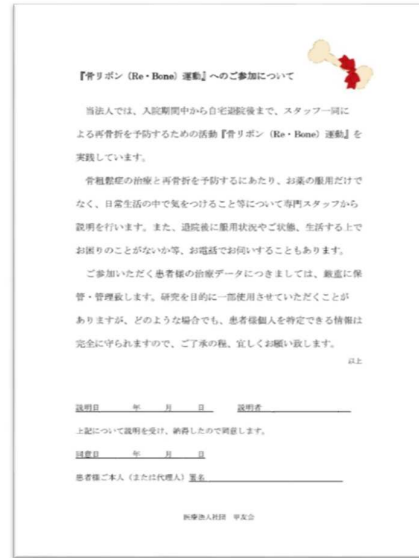 『骨リボン（Re・Bone）運動』へのご参加について
当法人では、入院期間中から自宅退院後まで、スタッフ一同に
よる再骨折を予防するための活動『骨リボン（Re・Bone）運動』を
実践しています。
骨粗鬆症の治療と再骨折を予防するにあたり、お薬の服用だけで
なく、日常生活の中で気をつけること等について専門スタッフから
説明を行います。また、退院後に服用状況やご状態、生活する上で
お困りのことがないか等、お電話でお伺いすることもあります。
ご参加いただく患者様の治療データにつきましては、厳重に保
管・管理致します。研究を目的に一部使用させていただくことが
ありますが、どのような場合でも、患者様個人を特定できる情報は
完全に守られますので、ご了承の程、宜しくお願い致します。
以上
説明日　　年　　月　　日　　説明者
上記について説明を受け、納得したので同意します。
同意日　　年　　月　　日
患者様ご本人（または代理人）署名
医療法人社団　甲友会